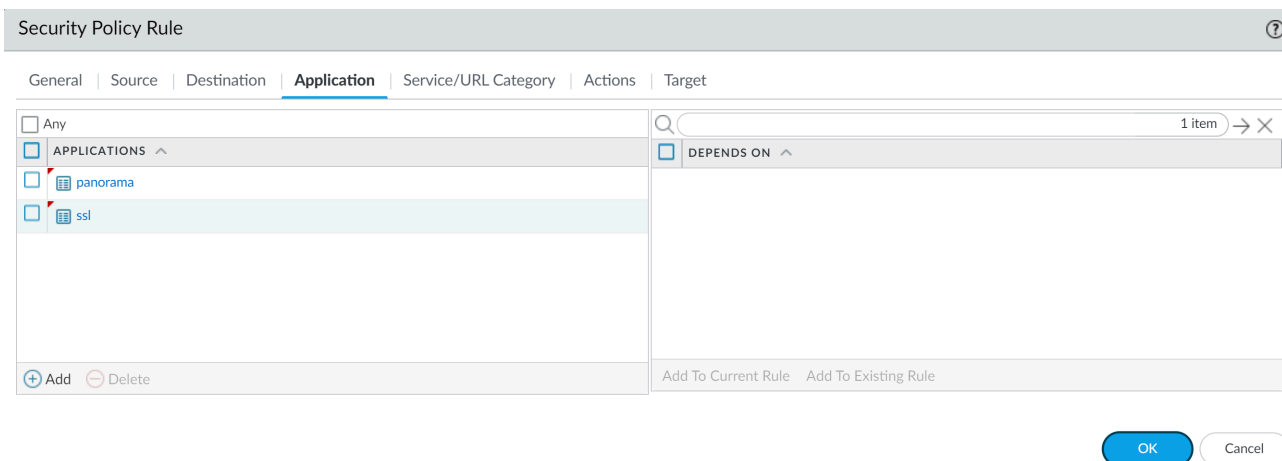 Security Policy Rule
General | Source | Destination | Application | Service/URL Category | Actions | Target
Any
1 item
APPLICATIONS
DEPENDS ON
panorama
ssl
Add Delete
Add To Current Rule Add To Existing Rule
OK Cancel